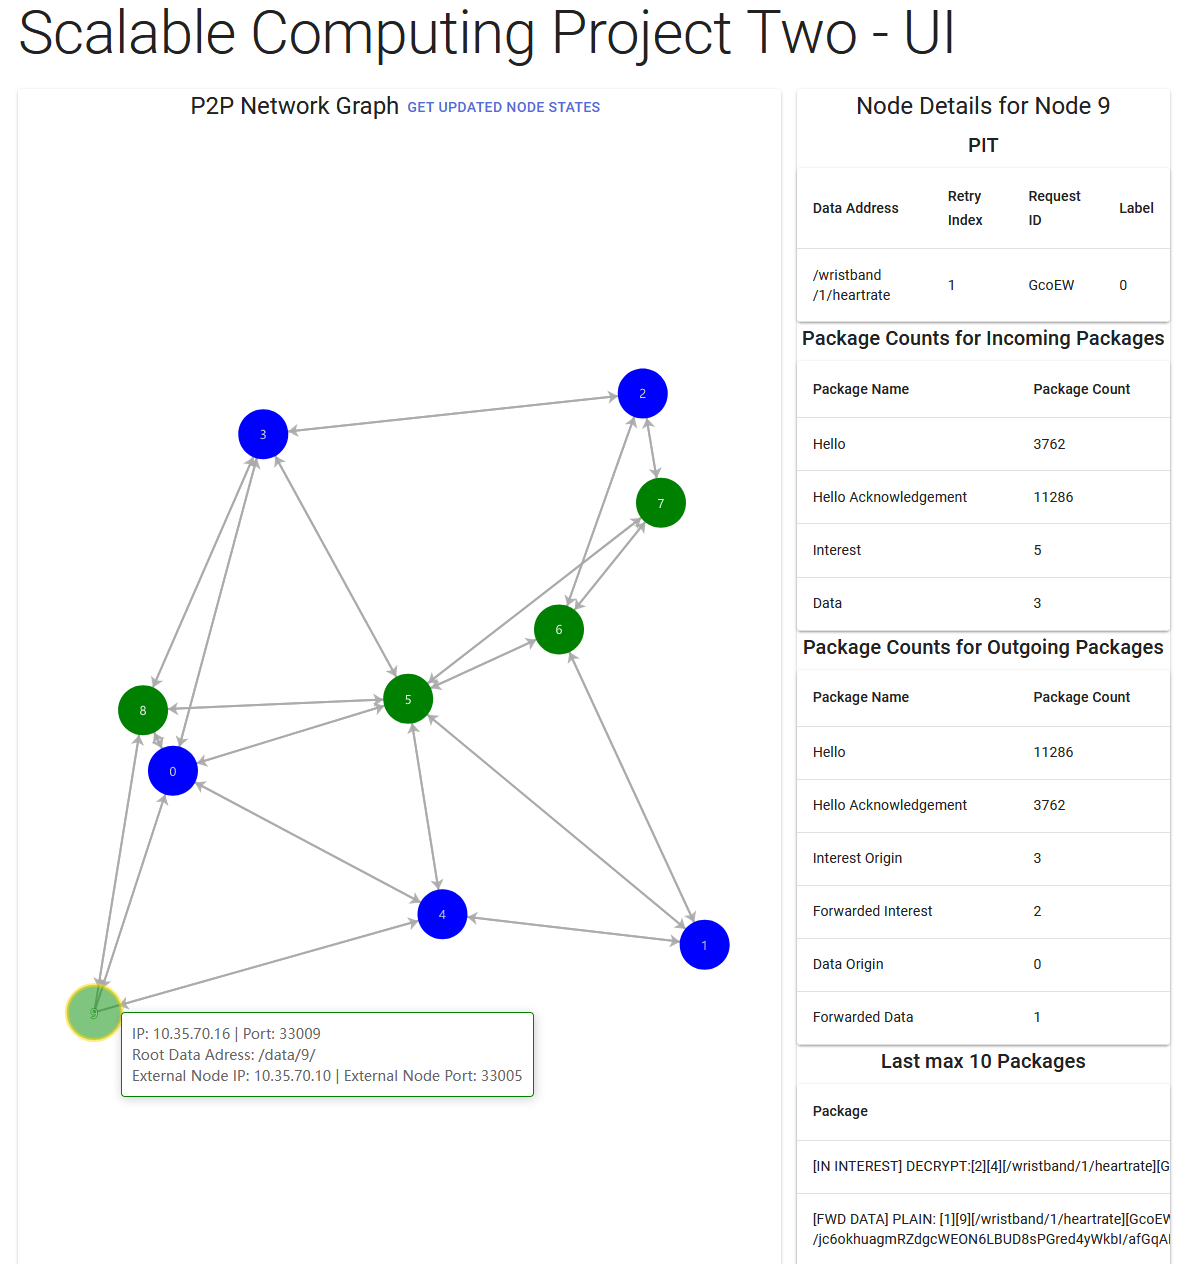 Scalable Computing Project Two - UI
P2P Network Graph GET UPDATED NODE STATES
2
3
7
6
5
8
0
4
1
9
IP: 10.35.70.16 | Port: 33009
Root Data Adress: /data/9/
External Node IP: 10.35.70.10 | External Node Port: 33005
Node Details for Node 9
PIT
Data Address Retry Index Request ID Label
/wristband
/1/heartrate 1 GcoEW 0
Package Counts for Incoming Packages
Package Name Package Count
Hello 3762
Hello Acknowledgement 11286
Interest 5
Data 3
Package Counts for Outgoing Packages
Package Name Package Count
Hello 11286
Hello Acknowledgement 3762
Interest Origin 3
Forwarded Interest 2
Data Origin 0
Forwarded Data 1
Last max 10 Packages
Package
[IN INTEREST] DECRYPT:[2][4][/wristband/1/heartrate][G
[FWD DATA] PLAIN: [1][9][/wristband/1/heartrate][GcoEW
/jc6okhuagmRZdgcWEON6LBUD8sPGred4yWkbI/afGqA